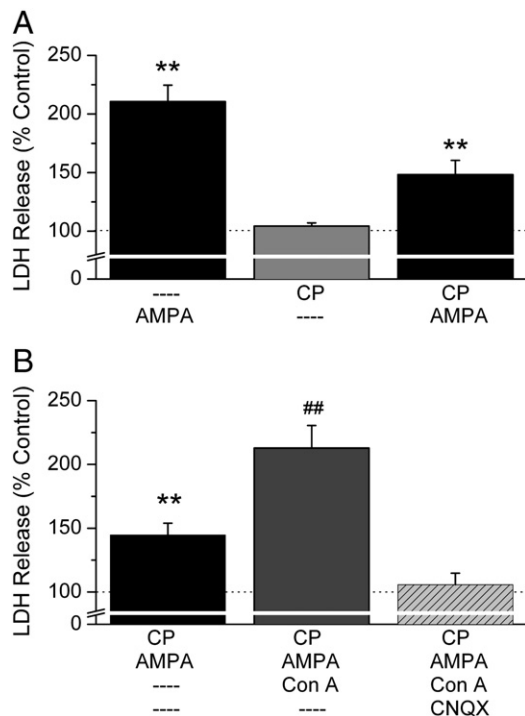 A
LDH Release (% Control)
250
200
150
100
0
**
**
---- CP CP
AMPA ---- AMPA
B
LDH Release (% Control)
250
200
150
100
0
**
##
CP CP CP
AMPA AMPA AMPA
---- Con A Con A
---- ---- CNQX